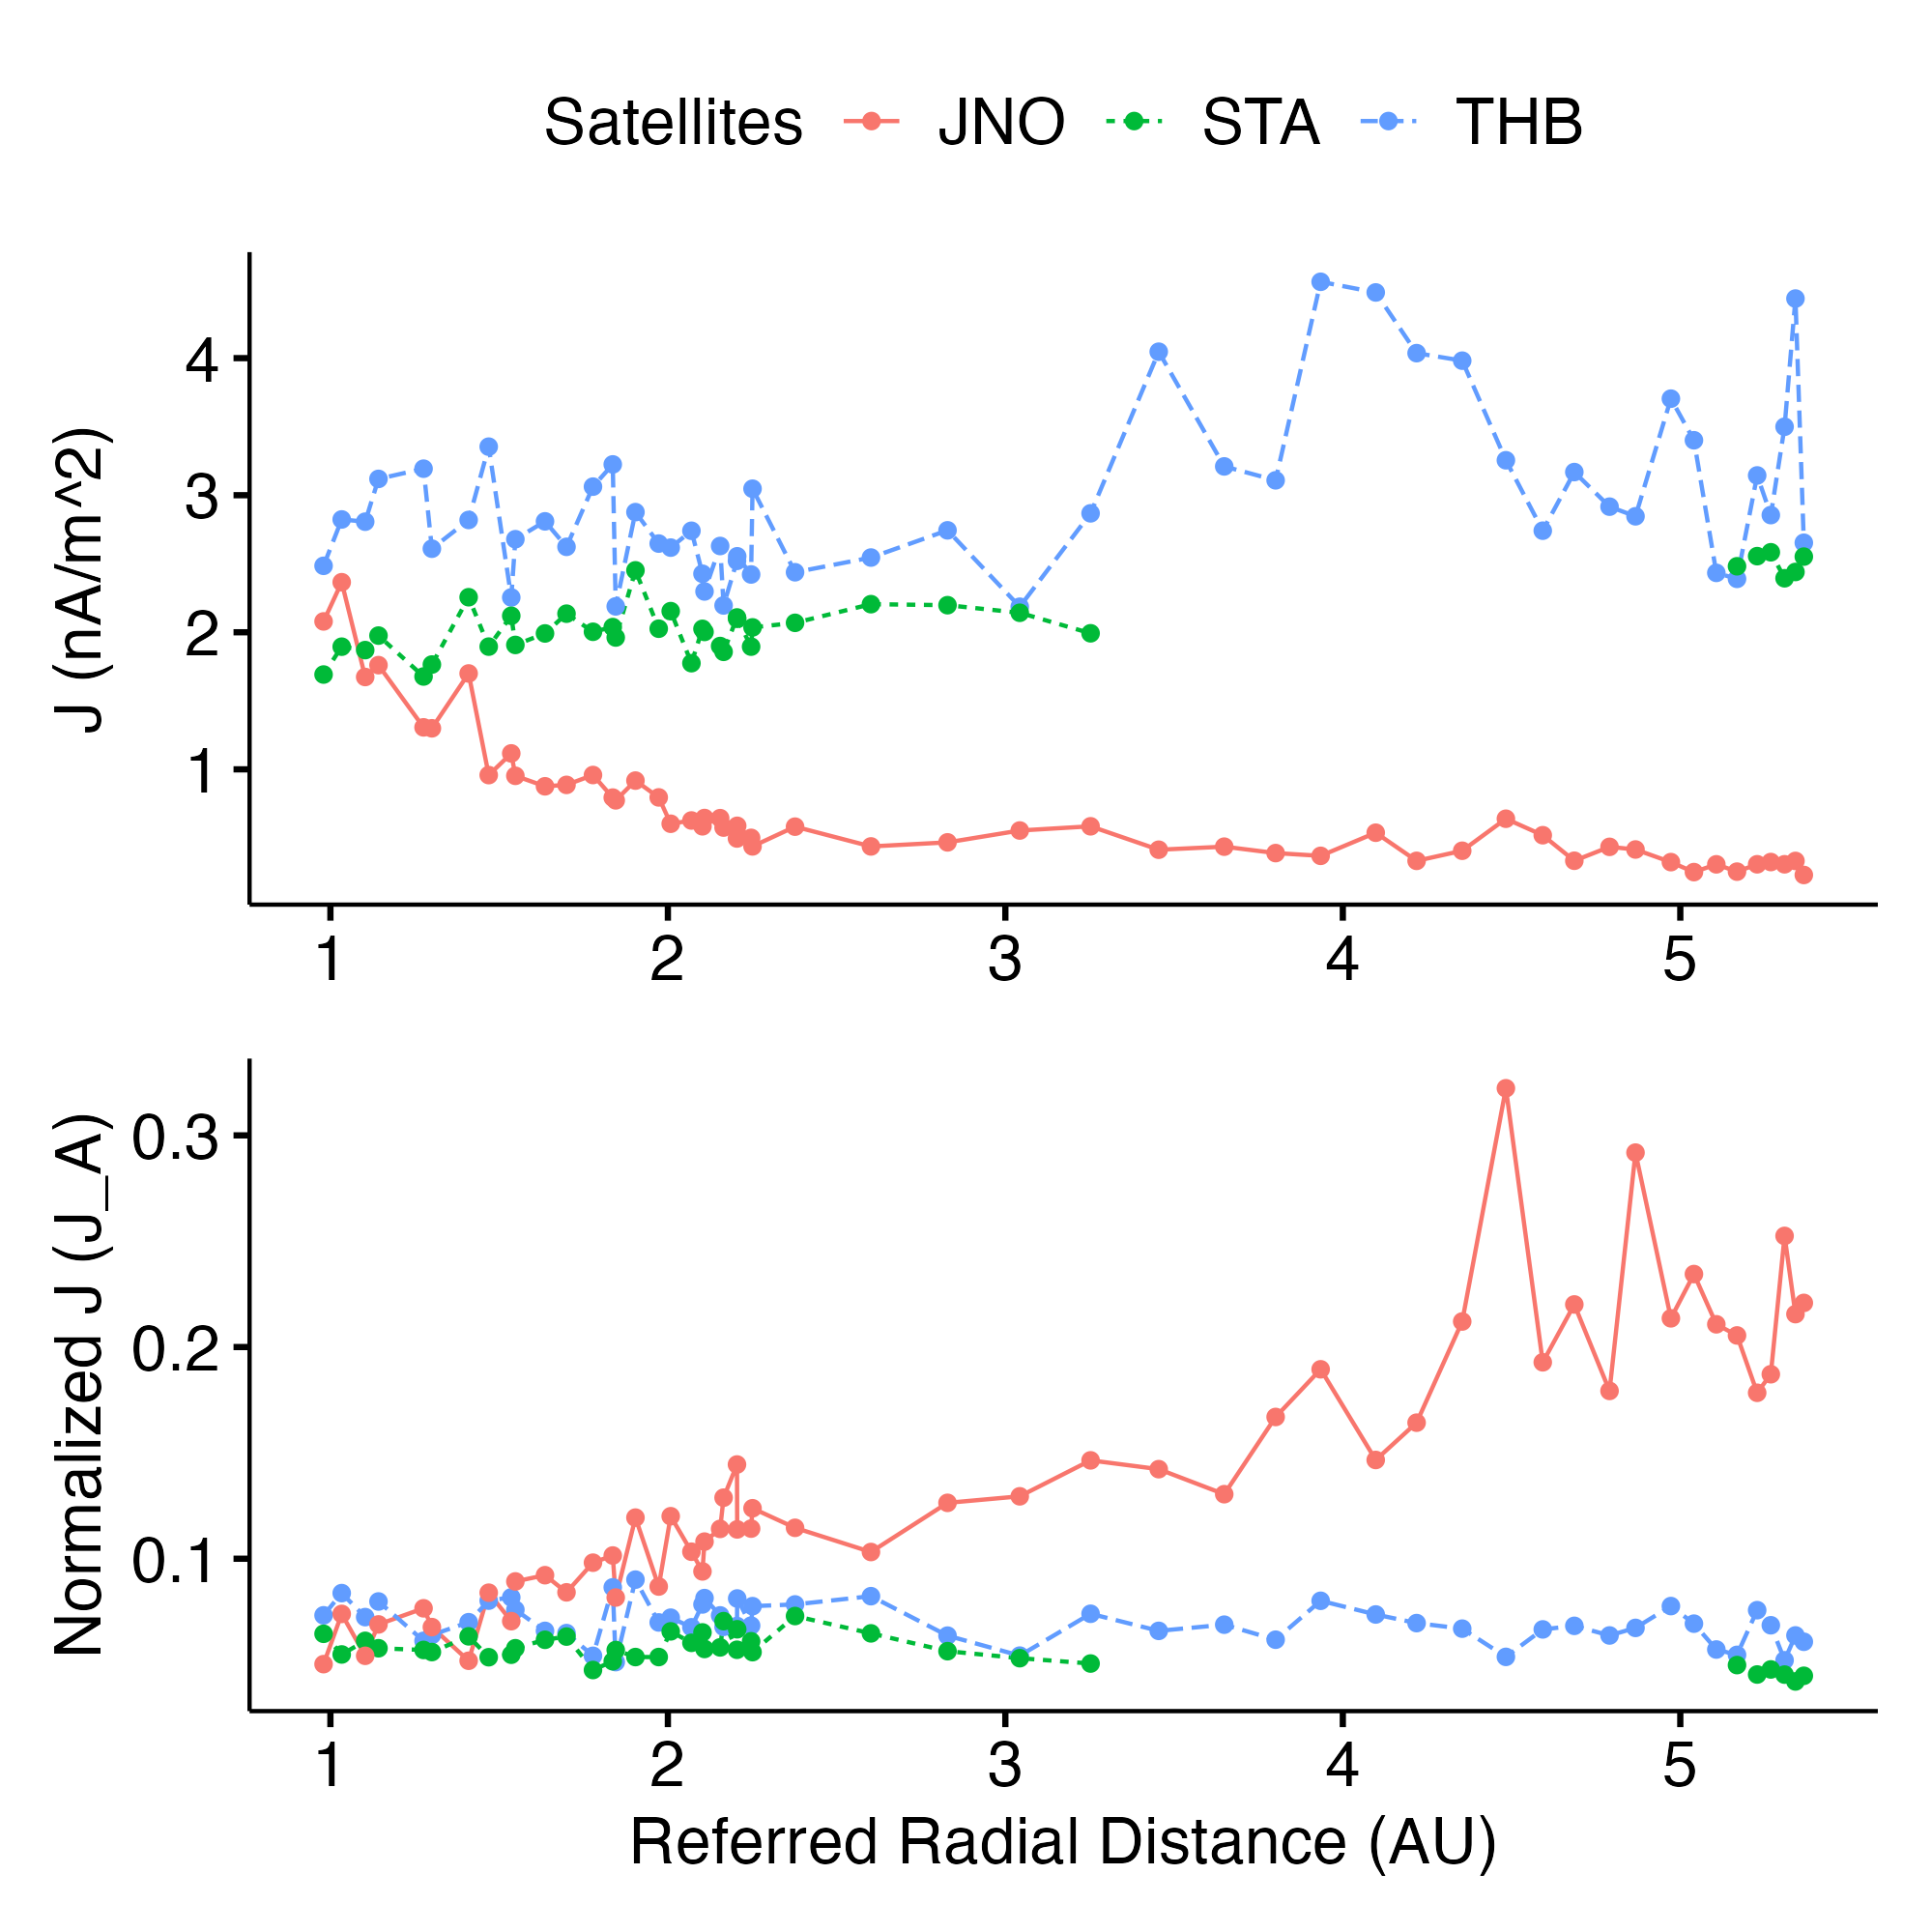 Satellites JNO STA THB
J (nA/m^2)
4
3
2
1
1 2 3 4 5
Normalized J (J_A)
0.3
0.2
0.1
1 2 3 4 5
Referred Radial Distance (AU)